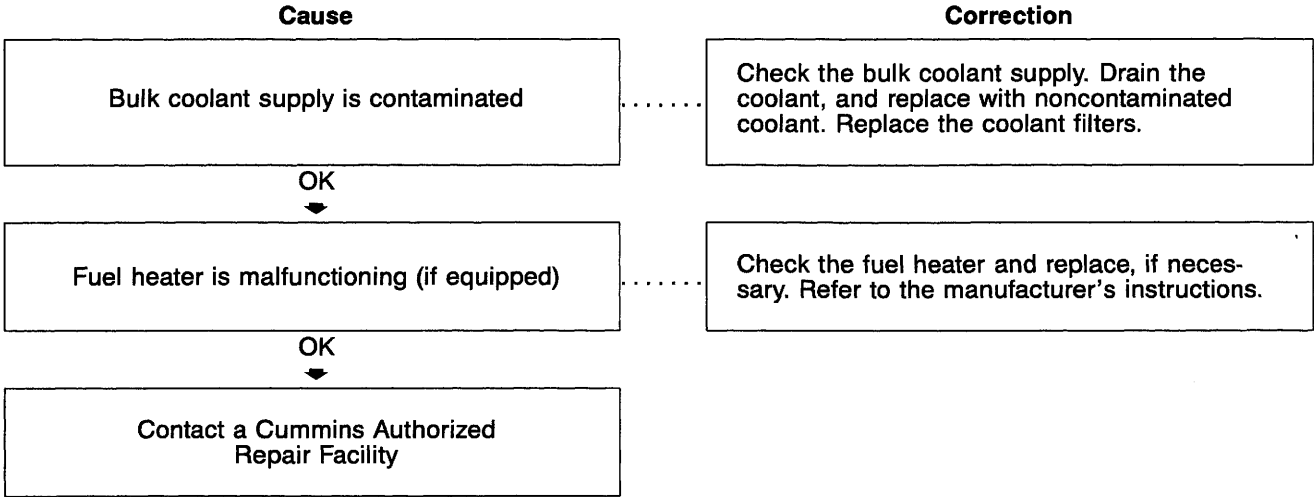 Cause
Correction
Bulk coolant supply is contaminated
.......
Check the bulk coolant supply. Drain the
coolant, and replace with noncontaminated
coolant. Replace the coolant filters.
OK
Fuel heater is malfunctioning (if equipped)
.......
Check the fuel heater and replace, if neces-
sary. Refer to the manufacturer's instructions.
OK
Contact a Cummins Authorized
Repair Facility